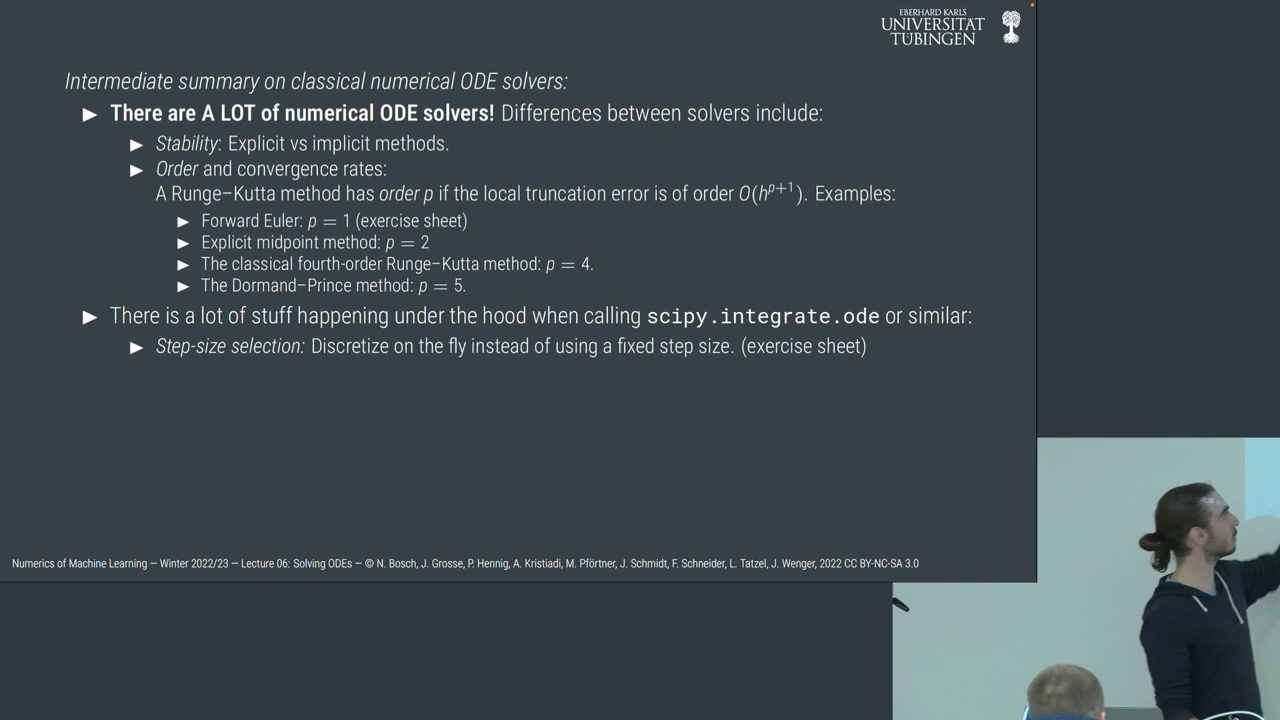 EBERHARD KARLS
UNIVERSITÄT
TÜBINGEN
Intermediate summary on classical numerical ODE solvers:
▶ There are A LOT of numerical ODE solvers! Differences between solvers include:
▶ Stability: Explicit vs implicit methods.
▶ Order and convergence rates:
A Runge–Kutta method has order p if the local truncation error is of order O(h^{p+1}). Examples:
▶ Forward Euler: p = 1 (exercise sheet)
▶ Explicit midpoint method: p = 2
▶ The classical fourth-order Runge–Kutta method: p = 4.
▶ The Dormand–Prince method: p = 5.
▶ There is a lot of stuff happening under the hood when calling scipy.integrate.ode or similar:
▶ Step-size selection: Discretize on the fly instead of using a fixed step size. (exercise sheet)
Numerics of Machine Learning — Winter 2022/23 — Lecture 06: Solving ODEs — © N. Bosch, J. Grosse, P. Hennig, A. Kristiadi, M. Pförtner, J. Schmidt, F. Schneider, L. Tatzel, J. Wenger, 2022 CC BY-NC-SA 3.0